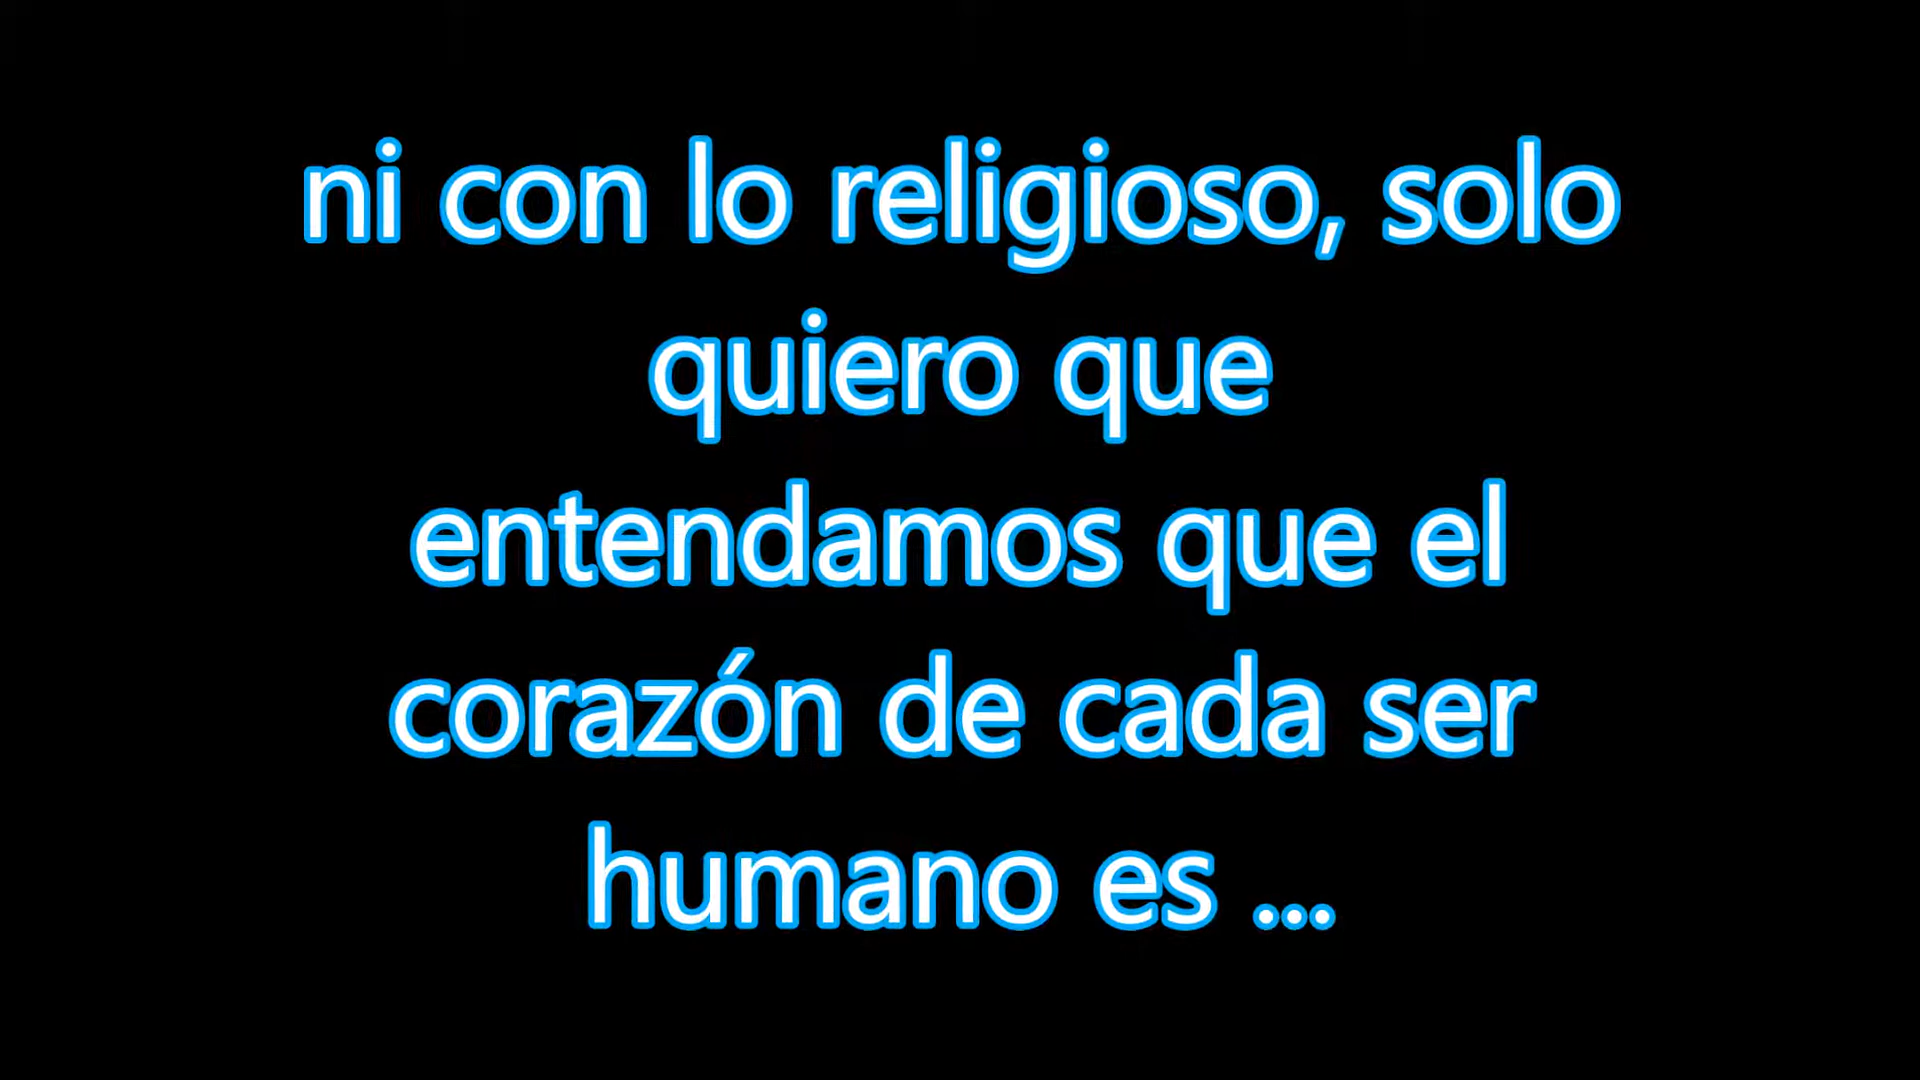 ni con lo religioso, solo
quiero que
entendamos que el
corazón de cada ser
humano es ...